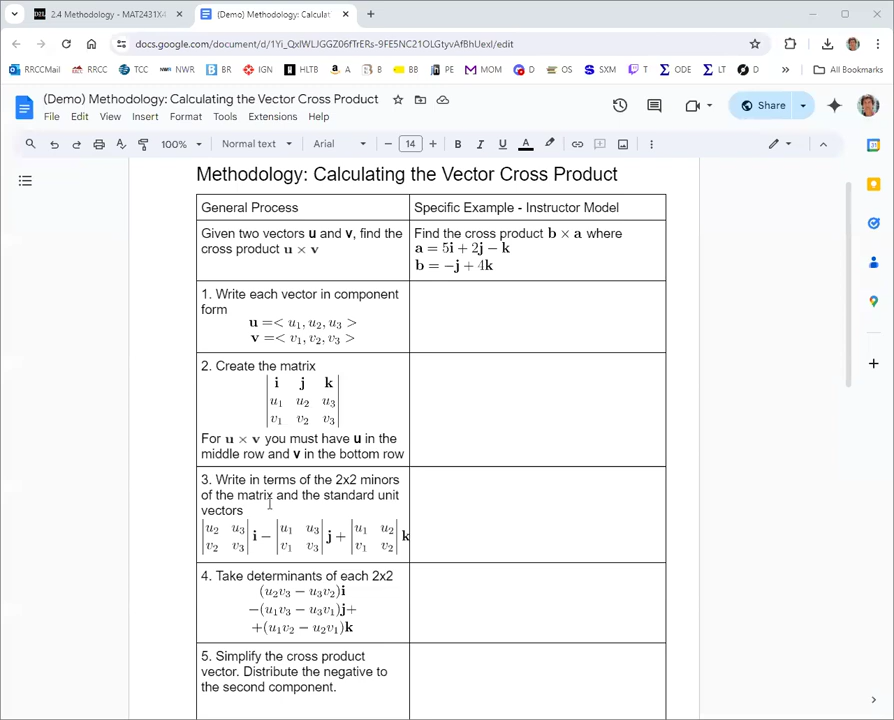 2.4 Methodology - MAT2431X4
(Demo) Methodology: Calculat
docs.google.com/document/d/1Yi_QxlWLJGGZ06fTrERs-9FE5NC21OLGtyvAfBhUexI/edit
RRCCMail RRCC TCC NWR BR IGN HLTB A B BB PE MOM D OS SXM T ODE LT D » All Bookmarks
(Demo) Methodology: Calculating the Vector Cross Product
Share
File Edit View Insert Format Tools Extensions Help
100% Normal text Arial − 14 + B I U A
Methodology: Calculating the Vector Cross Product
General Process
Specific Example - Instructor Model
Given two vectors u and v, find the
cross product u × v
Find the cross product b × a where
a = 5i + 2j − k
b = −j + 4k
1. Write each vector in component
form
u =< u₁, u₂, u₃ >
v =< v₁, v₂, v₃ >
2. Create the matrix
| i j k |
| u₁ u₂ u₃ |
| v₁ v₂ v₃ |
For u × v you must have u in the
middle row and v in the bottom row
3. Write in terms of the 2x2 minors
of the matrix and the standard unit
vectors
| u₂ u₃ | i − | u₁ u₃ | j + | u₁ u₂ | k
| v₂ v₃ | | v₁ v₃ | | v₁ v₂ |
4. Take determinants of each 2x2
(u₂v₃ − u₃v₂)i
−(u₁v₃ − u₃v₁)j+
+(u₁v₂ − u₂v₁)k
5. Simplify the cross product
vector. Distribute the negative to
the second component.